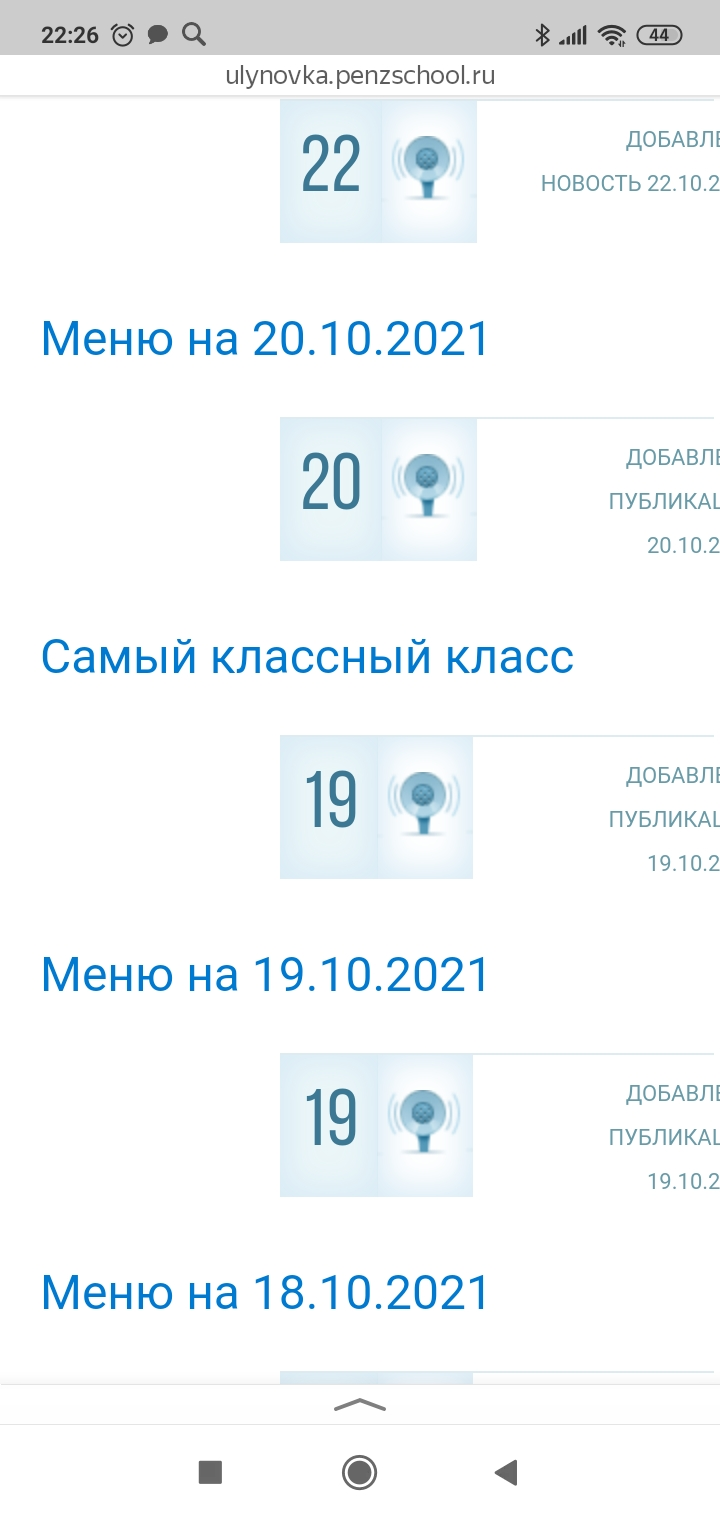 22:26
44
ulynovka.penzschool.ru
22
НОВОСТЬ 22.10.2
Меню на 20.10.2021
20
20.10.2
Самый классный класс
19
19.10.2
Меню на 19.10.2021
19
19.10.2
Меню на 18.10.2021